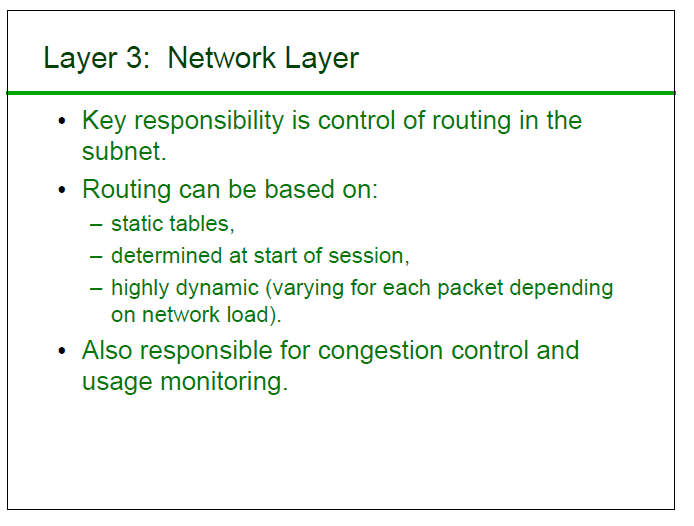 Layer 3:  Network Layer
• Key responsibility is control of routing in the
subnet.
• Routing can be based on:
– static tables,
– determined at start of session,
– highly dynamic (varying for each packet depending
on network load).
• Also responsible for congestion control and
usage monitoring.